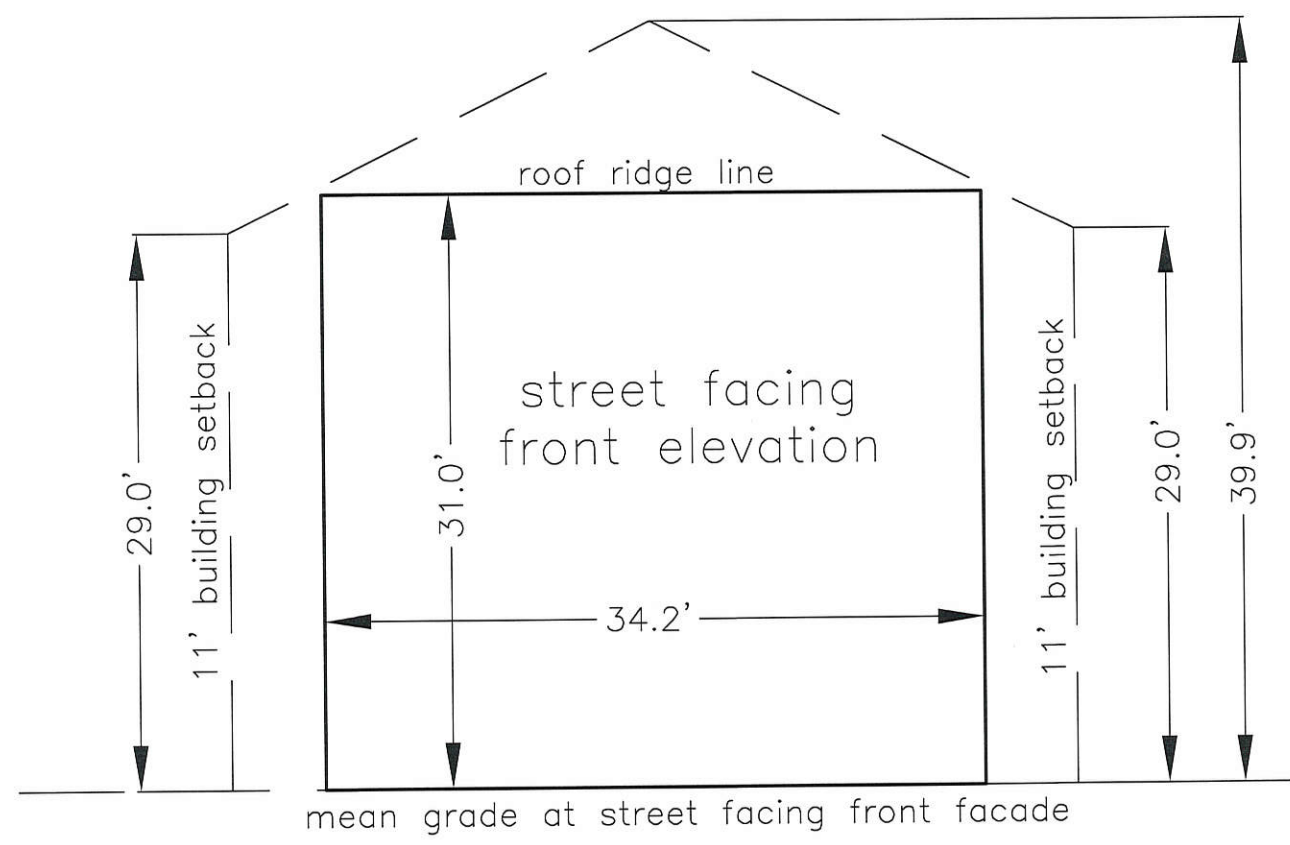 roof ridge line
street facing
front elevation
29.0'
11' building setback
31.0'
34.2'
11' building setback
29.0'
39.9'
mean grade at street facing front facade